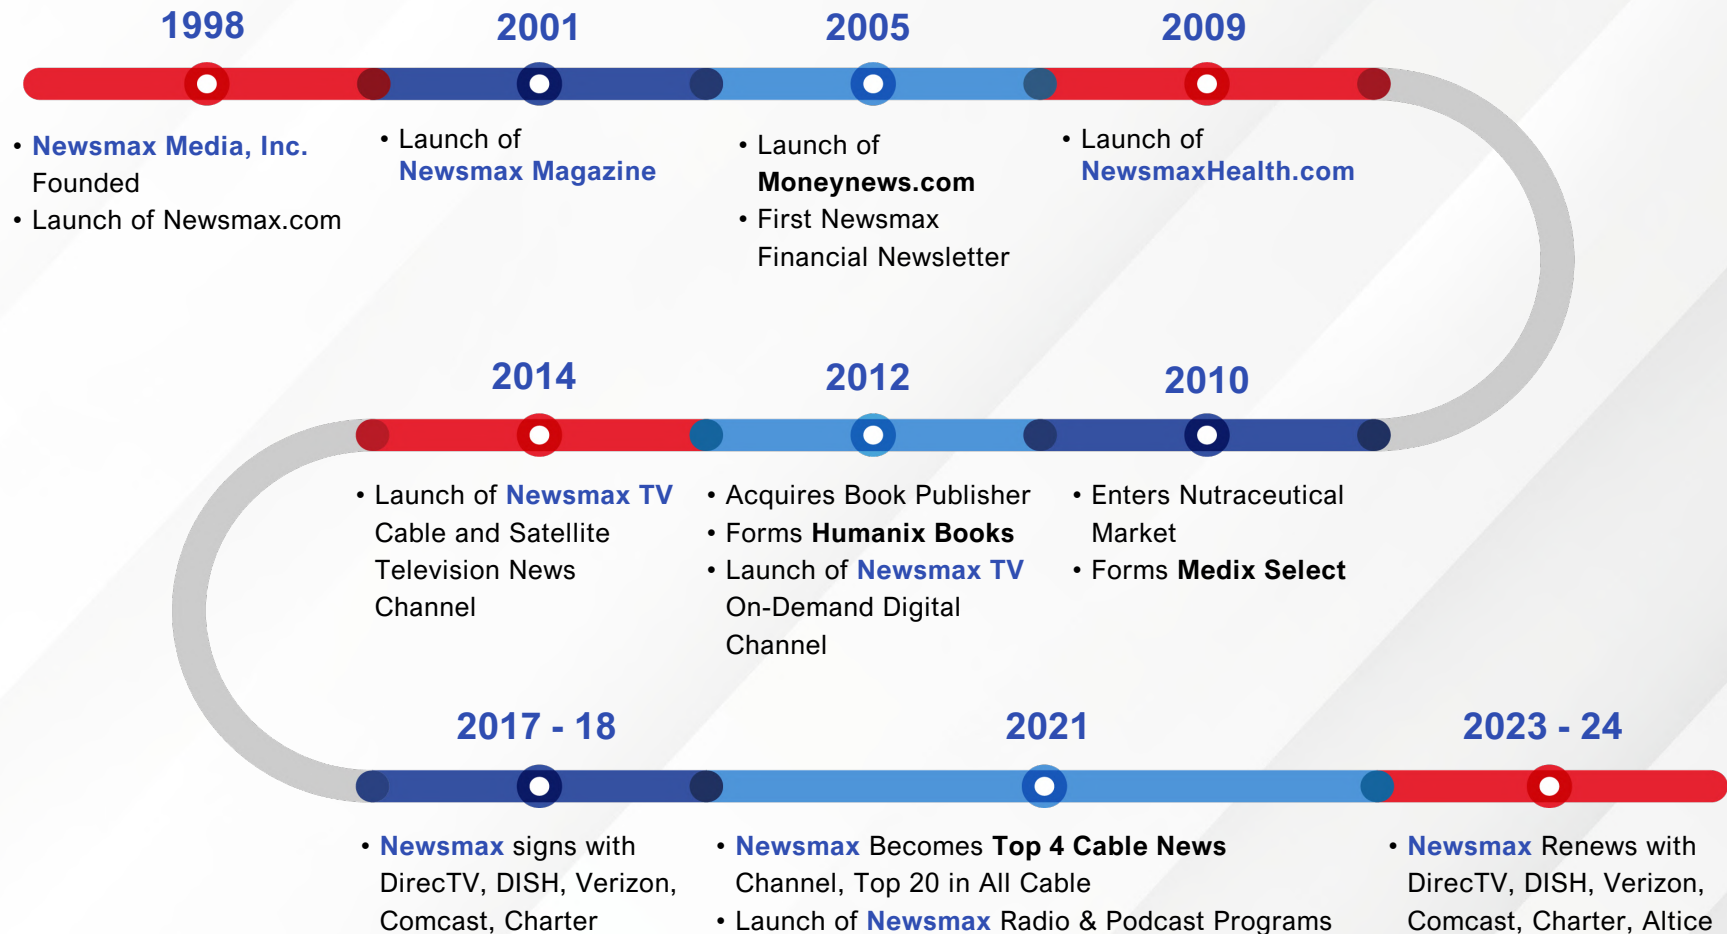 1998
• Newsmax Media, Inc.
Founded
• Launch of Newsmax.com
2001
• Launch of
Newsmax Magazine
2005
• Launch of
Moneynews.com
• First Newsmax
Financial Newsletter
2009
• Launch of
NewsmaxHealth.com
2014
• Launch of Newsmax TV
Cable and Satellite
Television News
Channel
2012
• Acquires Book Publisher
• Forms Humanix Books
• Launch of Newsmax TV
On-Demand Digital
Channel
2010
• Enters Nutraceutical
Market
• Forms Medix Select
2017 - 18
• Newsmax signs with
DirecTV, DISH, Verizon,
Comcast, Charter
2021
• Newsmax Becomes Top 4 Cable News
Channel, Top 20 in All Cable
• Launch of Newsmax Radio & Podcast Programs
2023 - 24
• Newsmax Renews with
DirecTV, DISH, Verizon,
Comcast, Charter, Altice